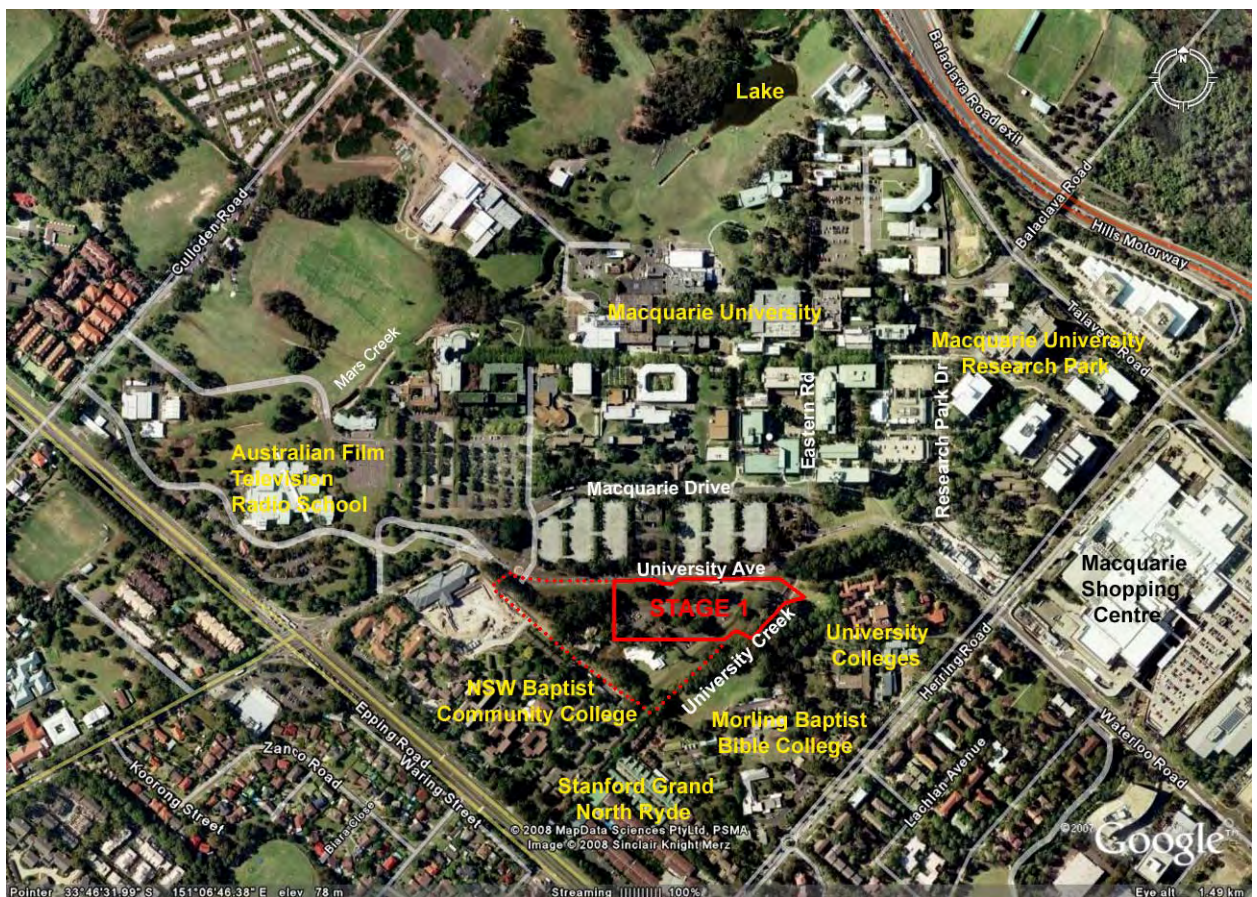 Lake
N
Balaclava Road exit
Balaclava Road
Hills Motorway
Culloden Road
Macquarie University
Talavera Road
Macquarie University
Research Park
Mars Creek
Eastern Rd
Research Park Dr
Australian Film
Television
Radio School
Macquarie Drive
University Ave
STAGE 1
Macquarie
Shopping
Centre
University Creek
University
Colleges
Herring Road
NSW Baptist
Community College
Morling Baptist
Bible College
Epping Road
Waring Street
Zanco Road
Koorong Street
Biara Close
Lachlan Avenue
Waterloo Road
Stanford Grand
North Ryde
© 2008 MapData Sciences PtyLtd, PSMA
Image © 2008 Sinclair Knight Merz
© 2007 Google™
Pointer 33°46'31.99" S 151°06'46.38" E elev 78 m
Streaming |||||||||| 100%
Eye alt 1.49 km